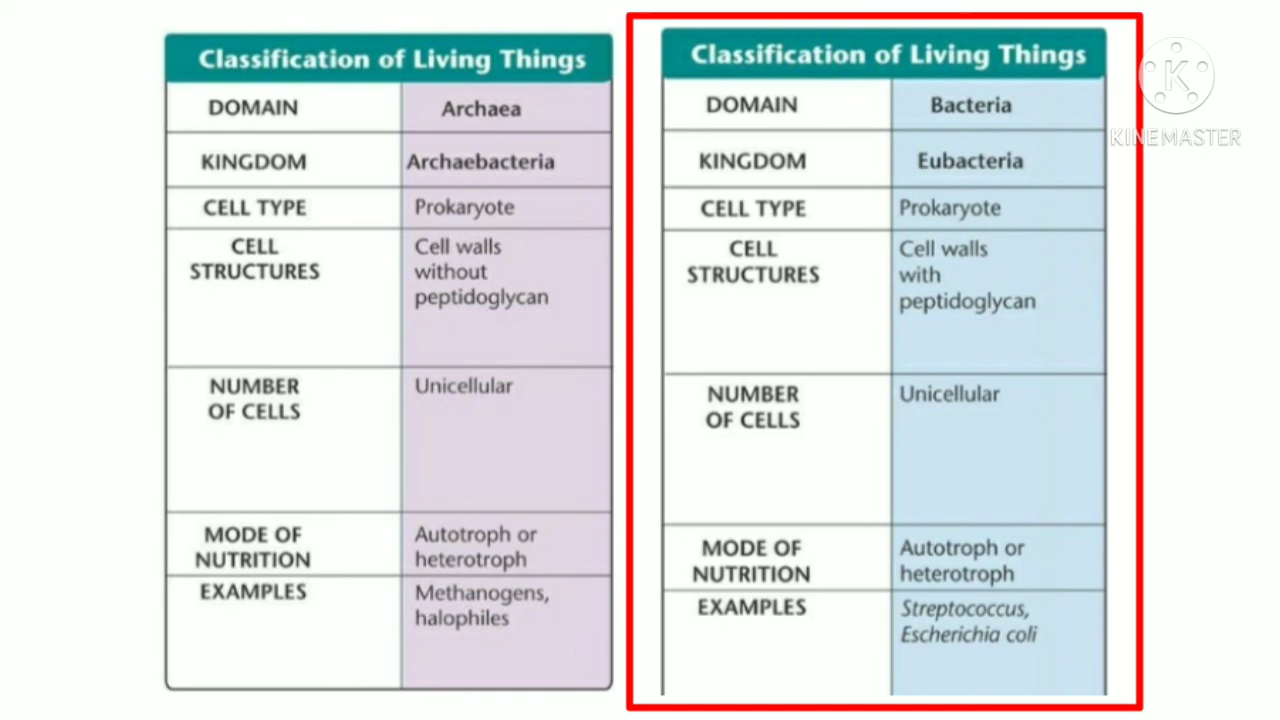 Classification of Living Things
DOMAIN Archaea
KINGDOM Archaebacteria
CELL TYPE Prokaryote
CELL Cell walls
STRUCTURES without
peptidoglycan
NUMBER Unicellular
OF CELLS
MODE OF Autotroph or
NUTRITION heterotroph
EXAMPLES Methanogens,
halophiles
Classification of Living Things
DOMAIN Bacteria
KINGDOM Eubacteria
CELL TYPE Prokaryote
CELL Cell walls
STRUCTURES with
peptidoglycan
NUMBER Unicellular
OF CELLS
MODE OF Autotroph or
NUTRITION heterotroph
EXAMPLES Streptococcus,
Escherichia coli
K
KINEMASTER